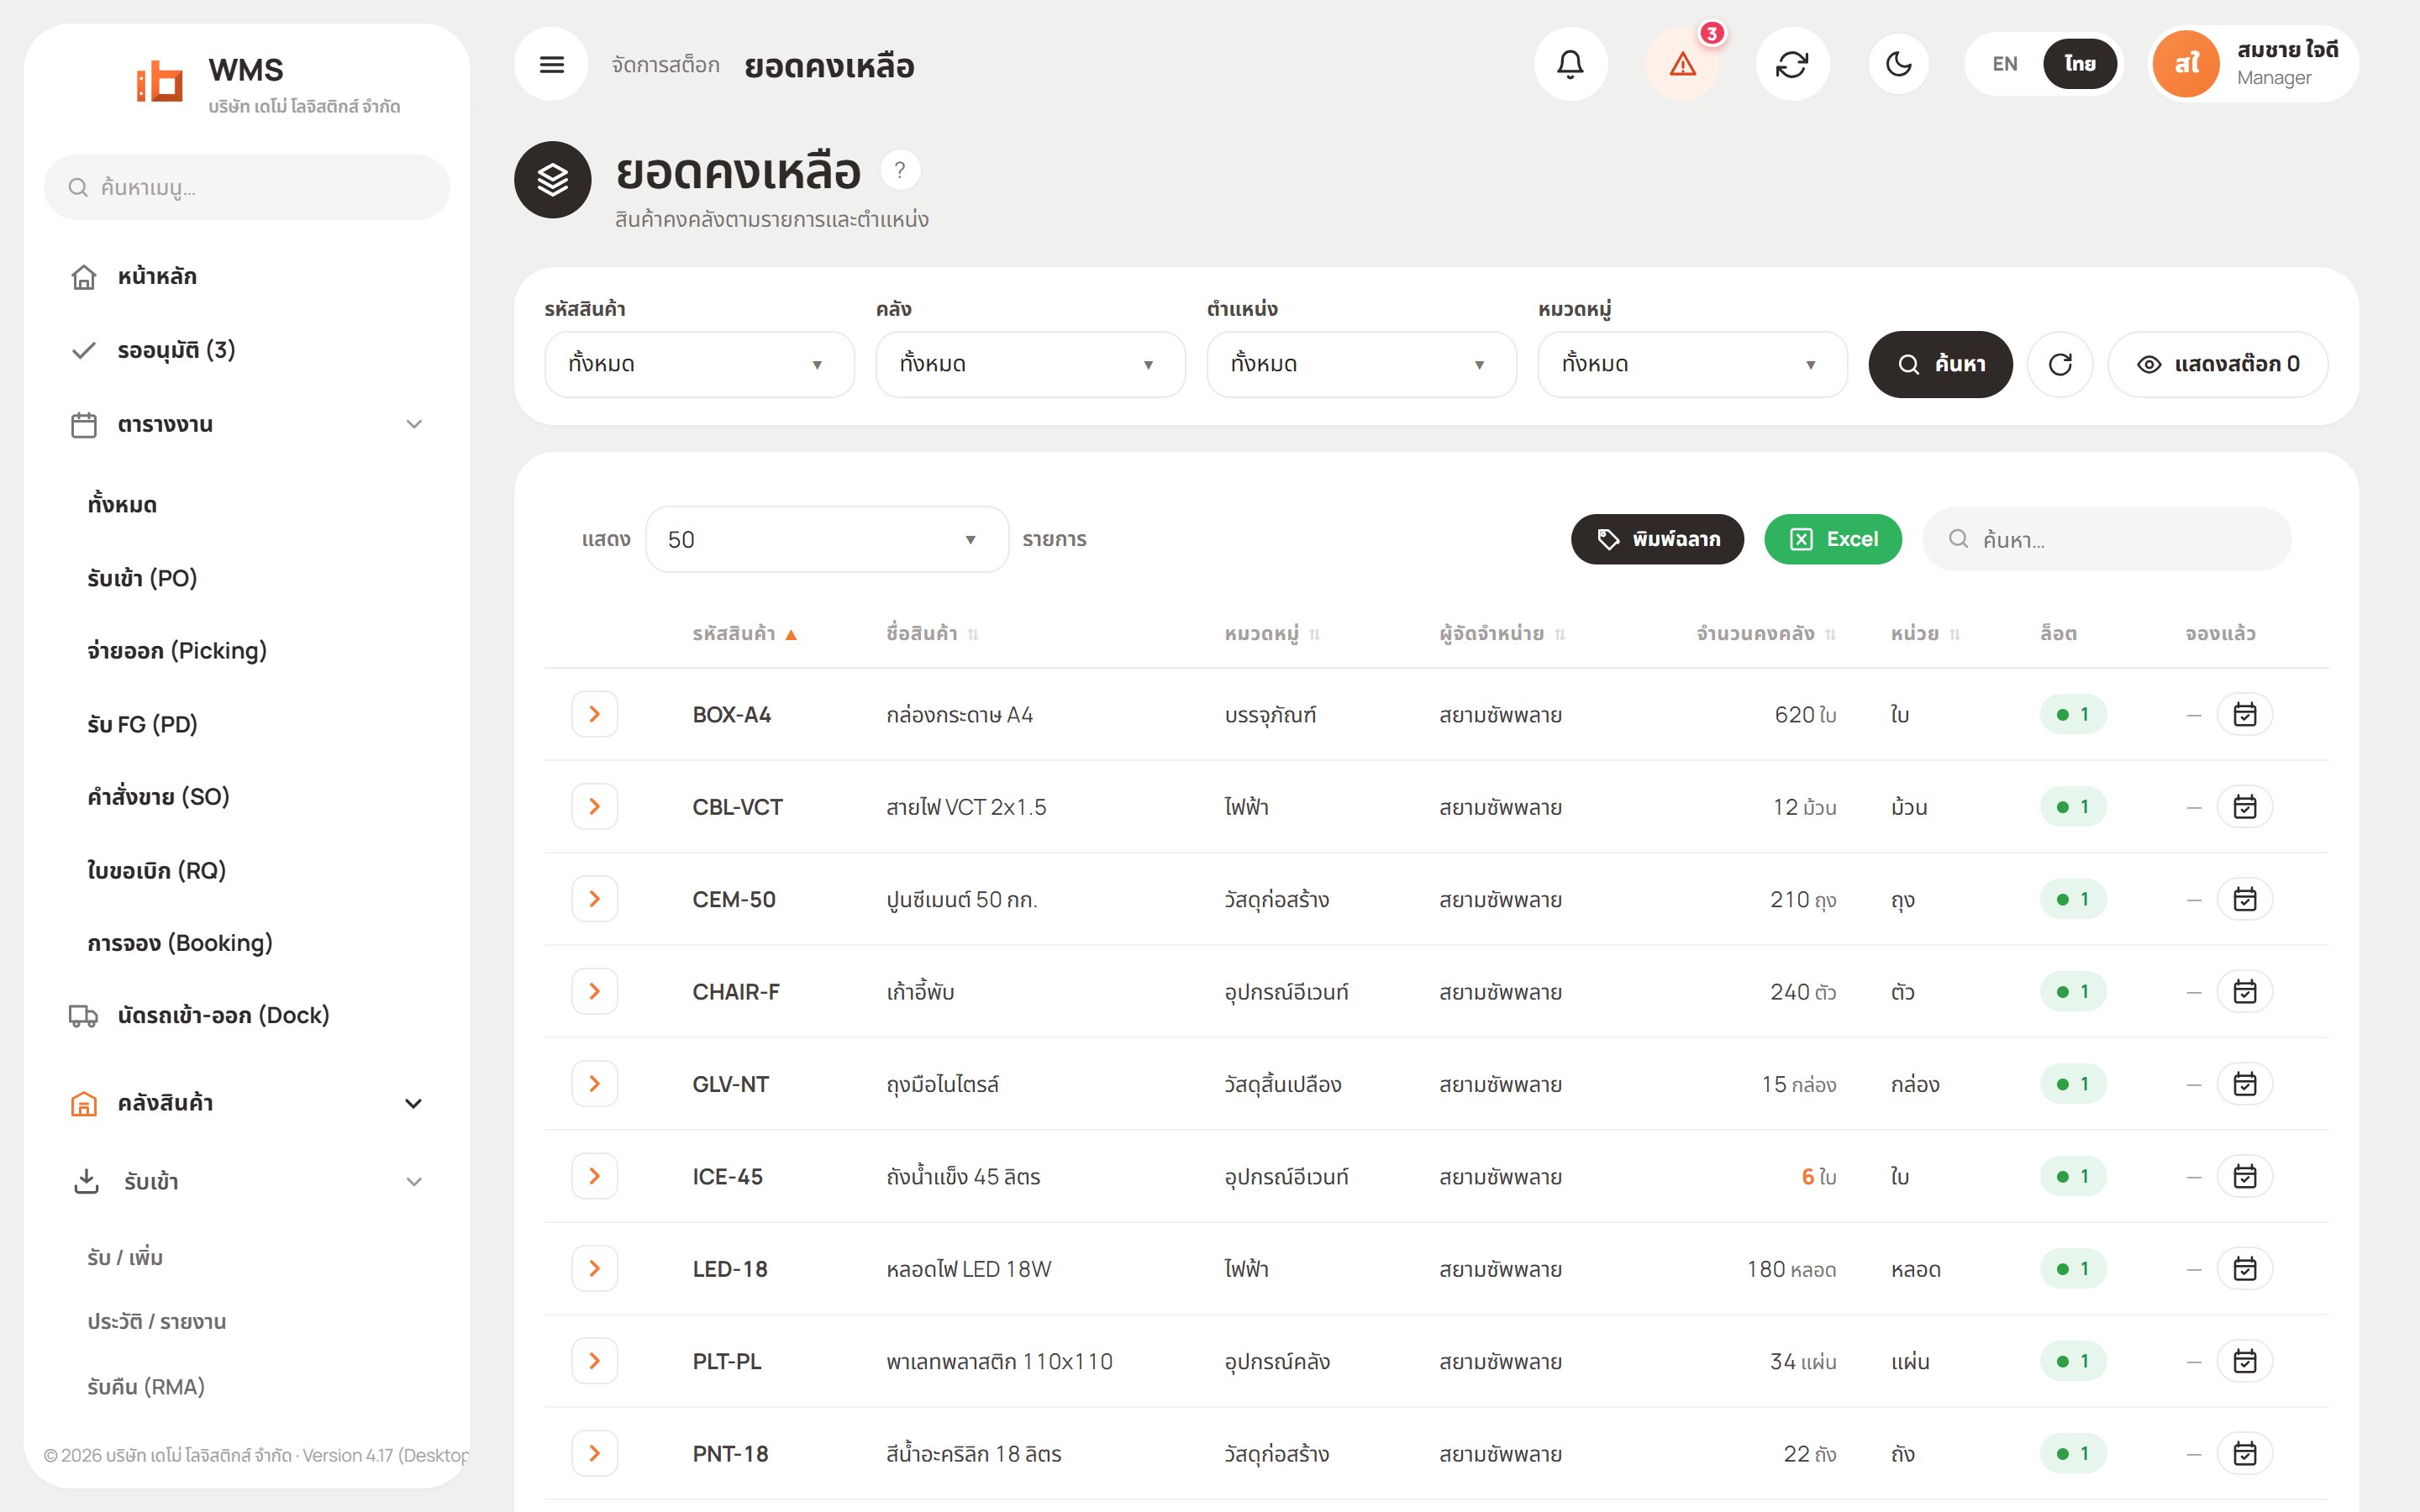 WMS
บริษัท เดโม่ โลจิสติกส์ จำกัด
ค้นหาเมนู...
หน้าหลัก
รออนุมัติ (3)
ตารางงาน
ทั้งหมด
รับเข้า (PO)
จ่ายออก (Picking)
รับ FG (PD)
คำสั่งขาย (SO)
ใบขอเบิก (RQ)
การจอง (Booking)
นัดรถเข้า-ออก (Dock)
คลังสินค้า
รับเข้า
รับ / เพิ่ม
ประวัติ / รายงาน
รับคืน (RMA)
© 2026 บริษัท เดโม่ โลจิสติกส์ จำกัด · Version 4.17 (Desktop
จัดการสต็อก ยอดคงเหลือ
3
EN ไทย
สใ
สมชาย ใจดี
Manager
ยอดคงเหลือ ?
สินค้าคงคลังตามรายการและตำแหน่ง
รหัสสินค้า คลัง ตำแหน่ง หมวดหมู่
ทั้งหมด ทั้งหมด ทั้งหมด ทั้งหมด ค้นหา แสดงสต๊อก 0
แสดง 50 รายการ พิมพ์ฉลาก Excel ค้นหา...
รหัสสินค้า ชื่อสินค้า หมวดหมู่ ผู้จัดจำหน่าย จำนวนคงคลัง หน่วย ล็อต จองแล้ว
BOX-A4 กล่องกระดาษ A4 บรรจุภัณฑ์ สยามซัพพลาย 620 ใบ ใบ 1 –
CBL-VCT สายไฟ VCT 2x1.5 ไฟฟ้า สยามซัพพลาย 12 ม้วน ม้วน 1 –
CEM-50 ปูนซีเมนต์ 50 กก. วัสดุก่อสร้าง สยามซัพพลาย 210 ถุง ถุง 1 –
CHAIR-F เก้าอี้พับ อุปกรณ์อีเวนท์ สยามซัพพลาย 240 ตัว ตัว 1 –
GLV-NT ถุงมือไนไตรล์ วัสดุสิ้นเปลือง สยามซัพพลาย 15 กล่อง กล่อง 1 –
ICE-45 ถังน้ำแข็ง 45 ลิตร อุปกรณ์อีเวนท์ สยามซัพพลาย 6 ใบ ใบ 1 –
LED-18 หลอดไฟ LED 18W ไฟฟ้า สยามซัพพลาย 180 หลอด หลอด 1 –
PLT-PL พาเลทพลาสติก 110x110 อุปกรณ์คลัง สยามซัพพลาย 34 แผ่น แผ่น 1 –
PNT-18 สีน้ำอะคริลิก 18 ลิตร วัสดุก่อสร้าง สยามซัพพลาย 22 ถัง ถัง 1 –